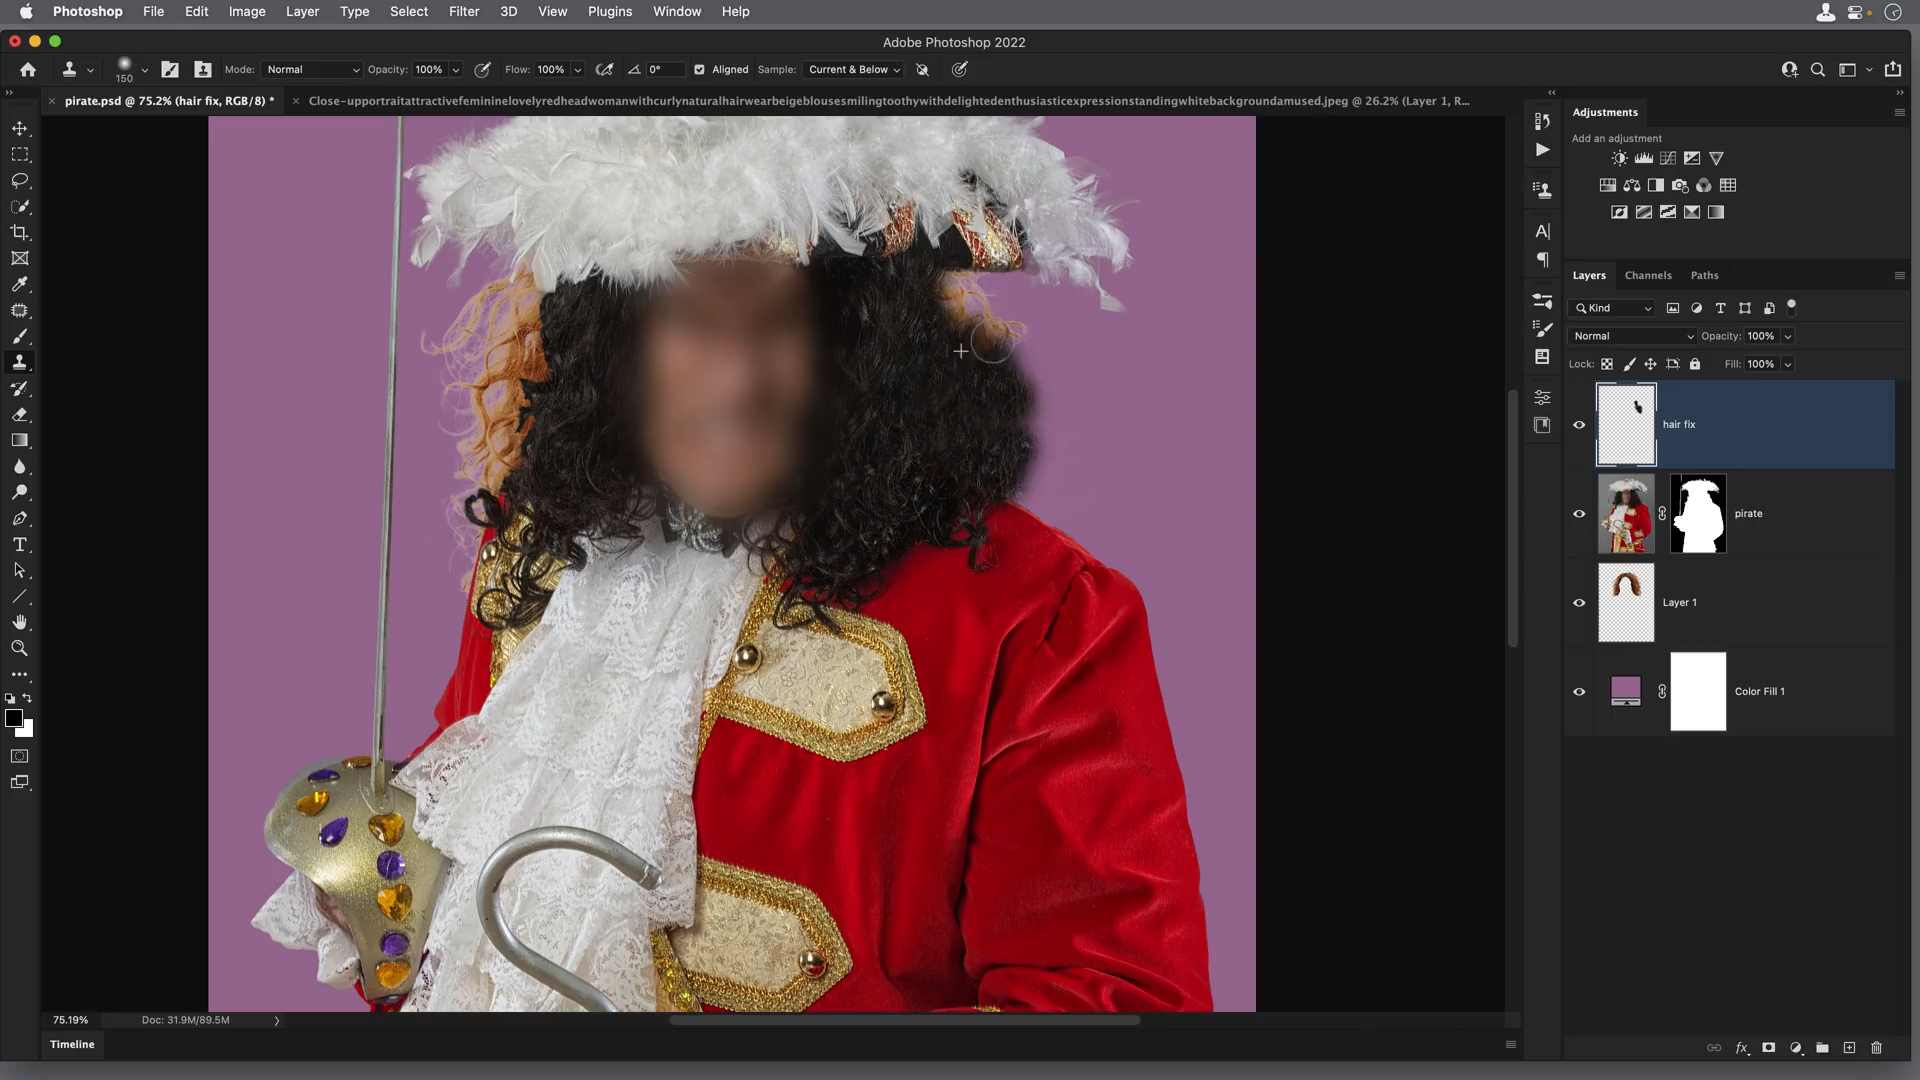 Photoshop File Edit Image Layer Type Select Filter 3D View Plugins Window Help
Adobe Photoshop 2022
150 Mode: Normal Opacity: 100% Flow: 100% 0° Aligned Sample: Current & Below
pirate.psd @ 75.2% (hair fix, RGB/8) *
Close-upportraitattractivefemininelovelyredheadwomanwithcurlynaturalhairwearbeigeblousesmilingtoothywithdelightedenthusiasticexpressionstandingwhitebackgroundamused.jpeg @ 26.2% (Layer 1, R...
Adjustments
Add an adjustment
Layers Channels Paths
Kind
Normal Opacity: 100%
Lock: Fill: 100%
hair fix
pirate
Layer 1
Color Fill 1
75.19% Doc: 31.9M/89.5M
Timeline